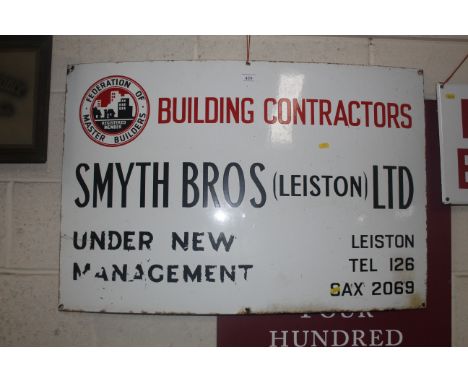 FEDERATION OF
MASTER BUILDERS
REGISTERED
MEMBER
BUILDING CONTRACTORS
SMYTH BROS (LEISTON) LTD
UNDER NEW
MANAGEMENT
LEISTON
TEL 126
SAX 2069
FOUR
HUNDRED